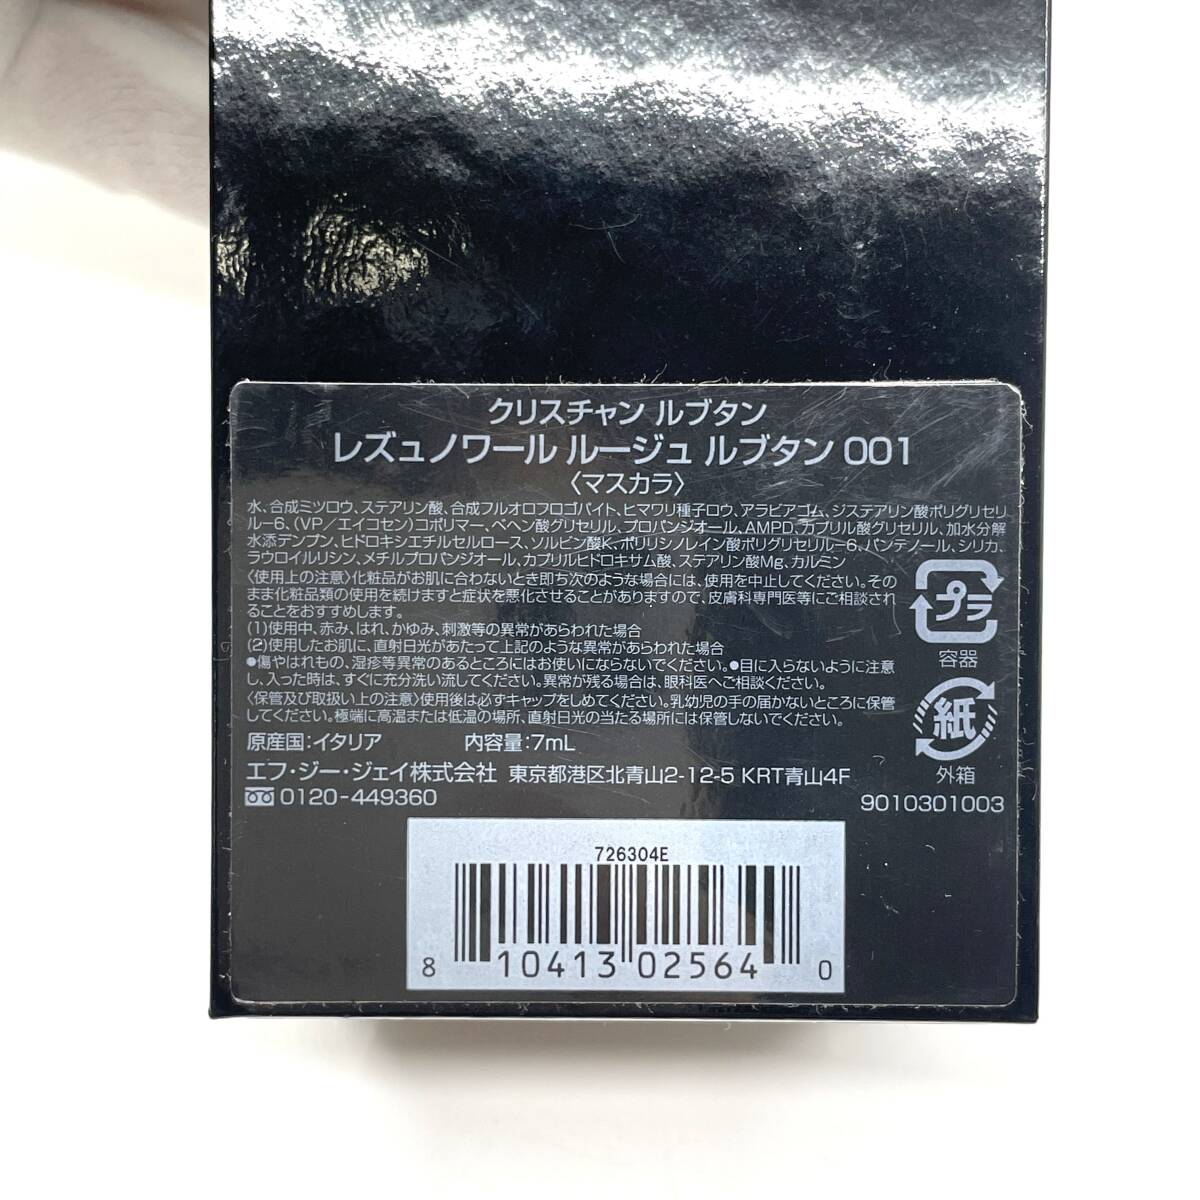 クリスチャン ルブタン
レズュノワール ルージュ ルブタン 001
〈マスカラ〉
水、合成ミツロウ、ステアリン酸、合成フルオロフロゴパイト、ヒマワリ種子ロウ、アラビアゴム、ジステアリン酸ポリグリセリ
ル-6、(VP/エイコセン)コポリマー、ベヘン酸グリセリル、プロパンジオール、AMPD、カプリル酸グリセリル、加水分解
水添デンプン、ヒドロキシエチルセルロース、ソルビン酸K、ポリリシノレイン酸ポリグリセリル-6、パンテノール、シリカ、
ラウロイルリシン、メチルプロパンジオール、カプリルヒドロキサム酸、ステアリン酸Mg、カルミン
〈使用上の注意〉化粧品がお肌に合わないとき即ち次のような場合には、使用を中止してください。その
まま化粧品類の使用を続けますと症状を悪化させることがありますので、皮膚科専門医等にご相談され
ることをおすすめします。
(1)使用中、赤み、はれ、かゆみ、刺激等の異常があらわれた場合
(2)使用したお肌に、直射日光があたって上記のような異常があらわれた場合
●傷やはれもの、湿疹等異常のあるところにはお使いにならないでください。●目に入らないように注意
し、入った時は、すぐに充分洗い流してください。異常が残る場合は、眼科医へご相談ください。
〈保管及び取扱い上の注意〉使用後は必ずキャップをしめてください。乳幼児の手の届かないところに保管
してください。極端に高温または低温の場所、直射日光の当たる場所には保管しないでください。
プラ
容器
紙
外箱
原産国:イタリア 内容量:7mL
エフ・ジー・ジェイ株式会社 東京都港区北青山2-12-5 KRT青山4F
0120-449360 9010301003
726304E
8 10413 02564 0